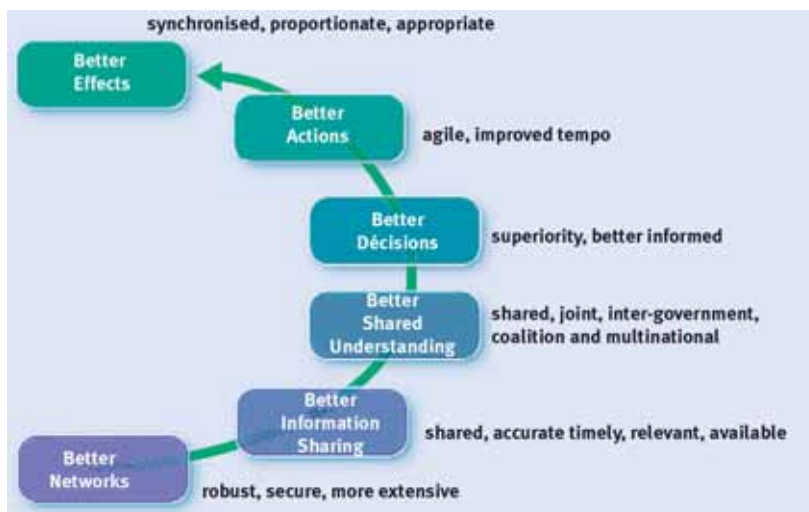 synchronised, proportionate, appropriate
Better
Effects
Better
Actions
agile, improved tempo
Better
Décisions
superiority, better informed
Better
Shared
Understanding
shared, joint, inter-government,
coalition and multinational
Better
Information
Sharing
shared, accurate timely, relevant, available
Better
Networks
robust, secure, more extensive